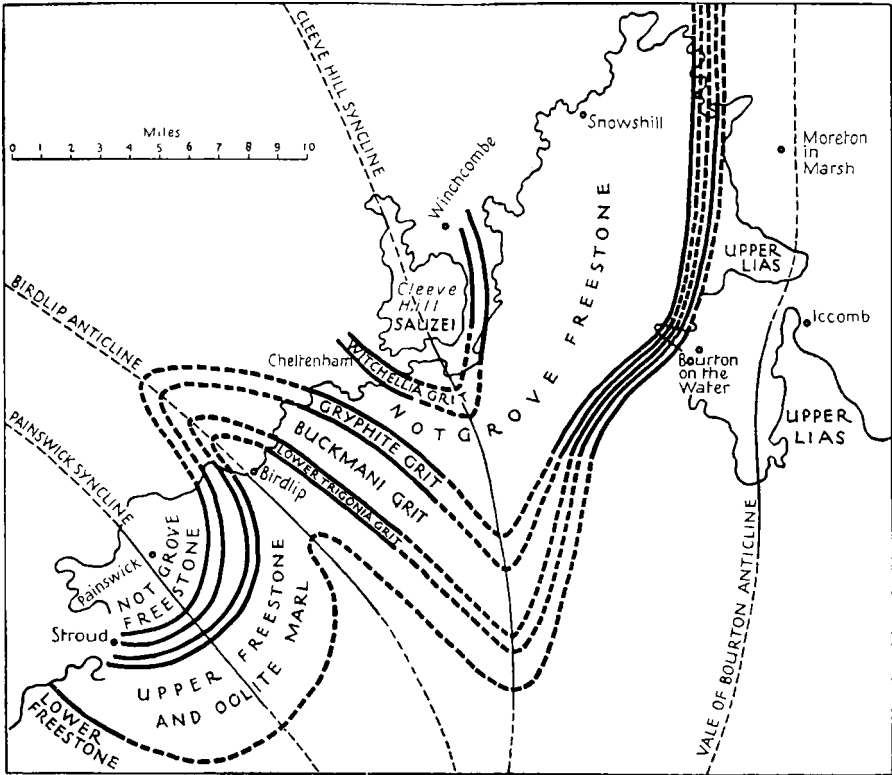 CLEEVE HILL SYNCLINE
Miles
0 1 2 3 4 5 6 7 8 9 10
Snowshill
Moreton
in
Marsh
Winchcombe
NOTGROVE FREESTONE
UPPER
LIAS
BIRDLIP ANTICLINE
Cleeve
Hill
SAUZEI
Iccomb
Cheltenham
WITCHELLIA GRIT
Bourton
on the
Water
GRYPHITE GRIT
UPPER
LIAS
PAINSWICK SYNCLINE
BUCKMANI GRIT
LOWER TRIGONIA GRIT
Birdlip
Painswick
NOTGROVE
FREESTONE
Stroud
UPPER FREESTONE
AND OOLITE MARL
LOWER
FREESTONE
VALE OF BOURTON ANTICLINE